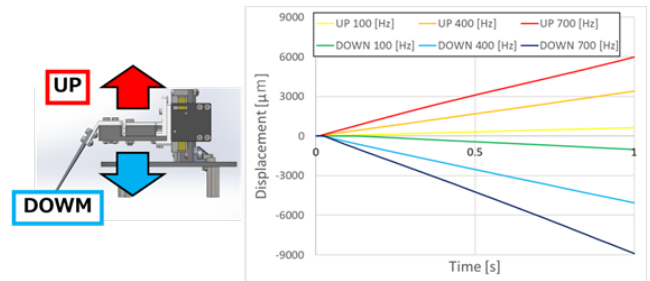 UP
DOWM
9000
6000
3000
0
-3000
-6000
-9000
UP 100 [Hz] UP 400 [Hz] UP 700 [Hz]
DOWN 100 [Hz] DOWN 400 [Hz] DOWN 700 [Hz]
Displacement [μm]
0 0.5 1
Time [s]